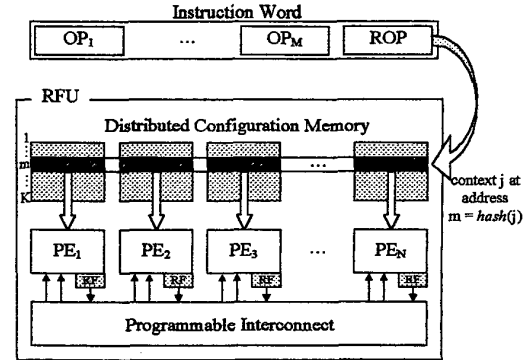 Instruction Word
OP1 ... OPM ROP
RFU
Distributed Configuration Memory
1
m
K
...
context j at
address
m = hash(j)
PE1 PE2 PE3 ... PEN
RF RF RF RF
Programmable Interconnect